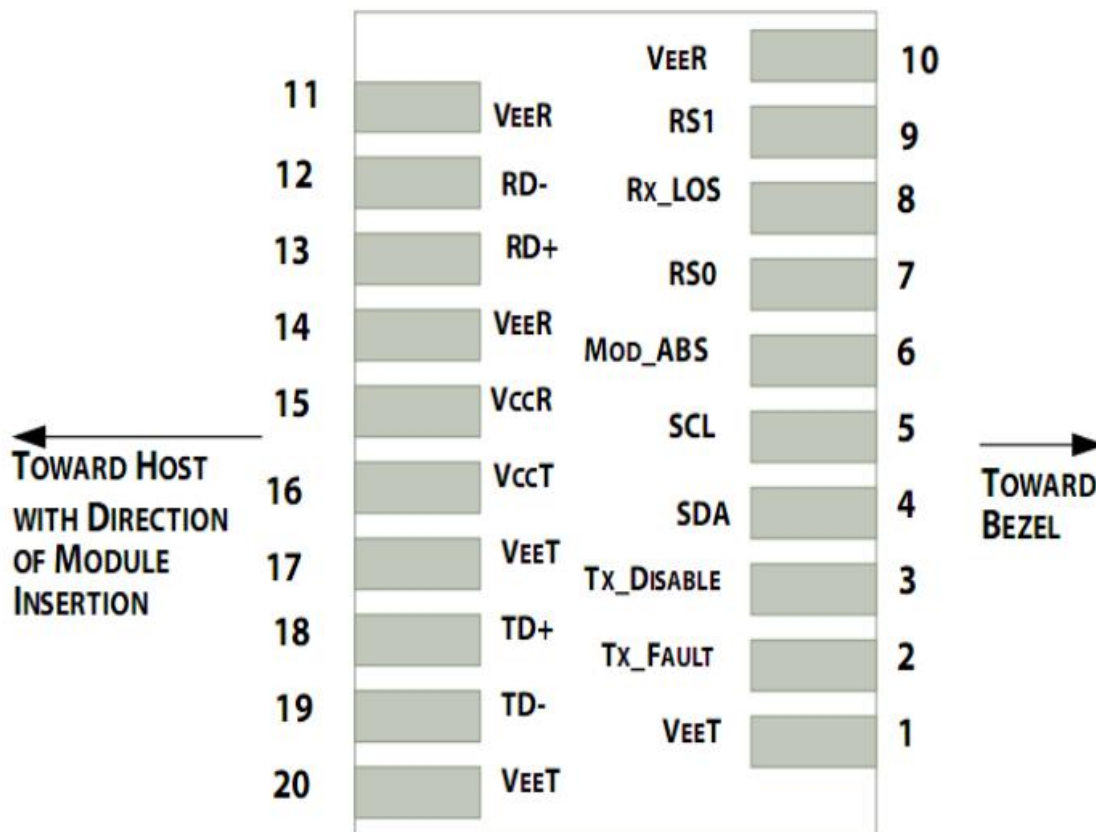 11 VEER
12 RD-
13 RD+
14 VEER
15 VCCR
16 VCCT
17 VEET
18 TD+
19 TD-
20 VEET
VEER 10
RS1 9
RX_LOS 8
RS0 7
MOD_ABS 6
SCL 5
SDA 4
TX_DISABLE 3
TX_FAULT 2
VEET 1
TOWARD HOST
WITH DIRECTION
OF MODULE
INSERTION
TOWARD
BEZEL